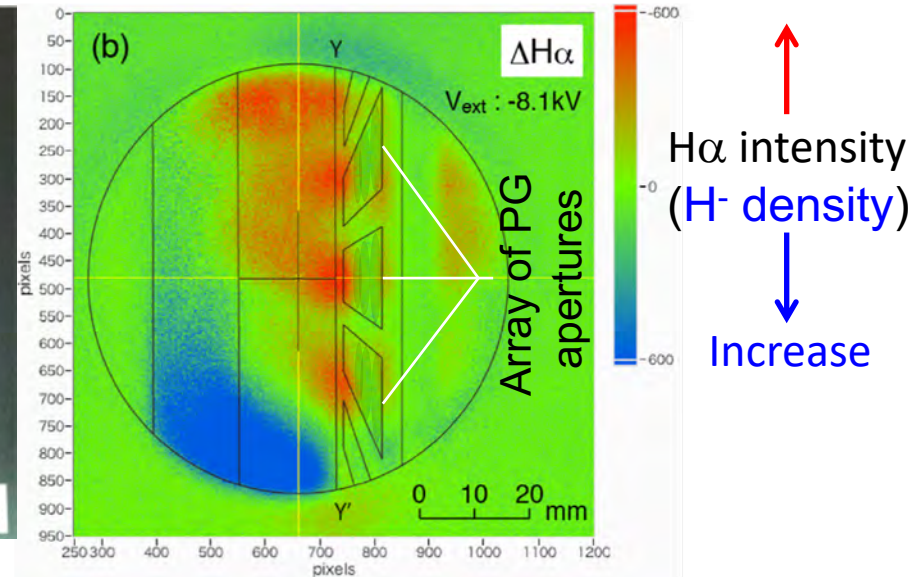 (b)
Y
ΔHα
V_ext : -8.1kV
0
50
100
150
200
250
300
350
400
450
500
550
600
650
700
750
800
850
900
950
pixels
Array of PG
apertures
0 10 20
mm
Y'
250 300 400 500 600 700 800 900 1000 1100 1200
pixels
-600
-0
600
Hα intensity
(H- density)
Increase